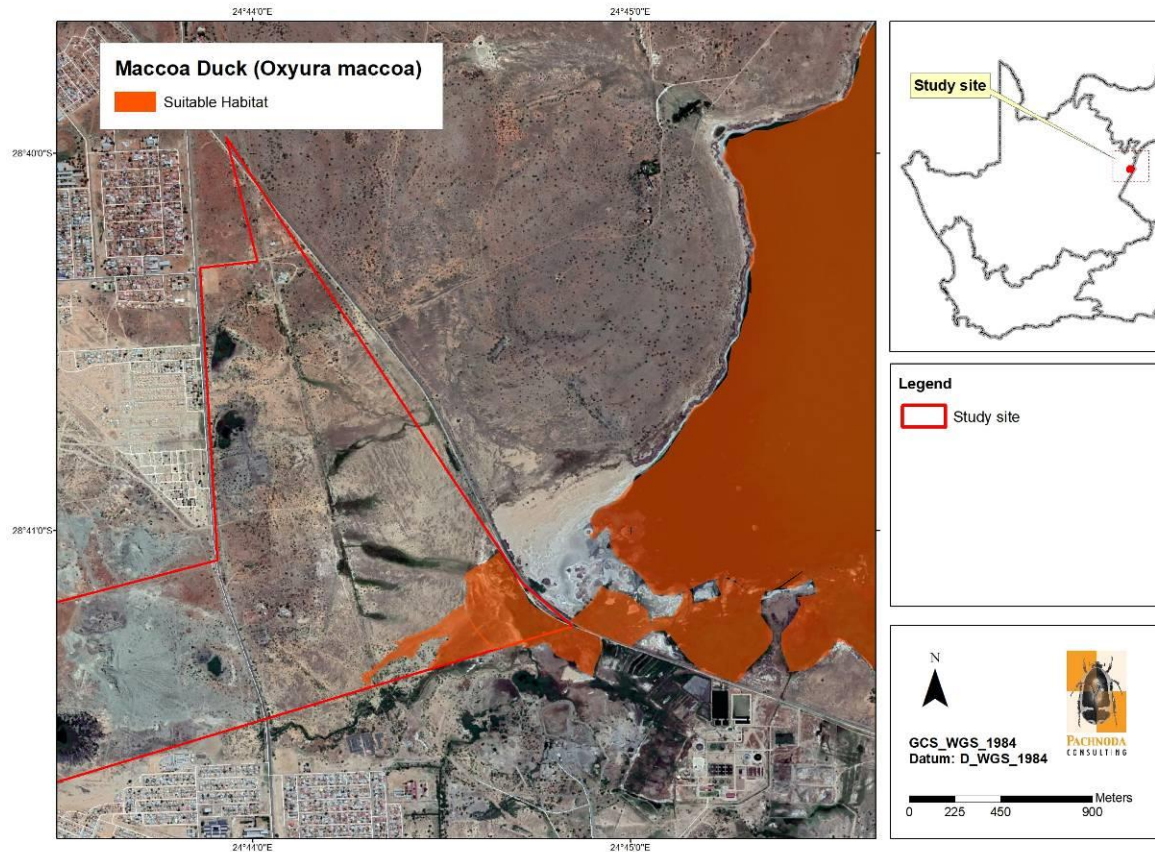 24°44'0"E
24°45'0"E
Maccoa Duck (Oxyura maccoa)
Suitable Habitat
28°40'0"S
28°41'0"S
24°44'0"E
24°45'0"E
Study site
Legend
Study site
N
PACHNODA
CONSULTING
GCS_WGS_1984
Datum: D_WGS_1984
Meters
0 225 450 900